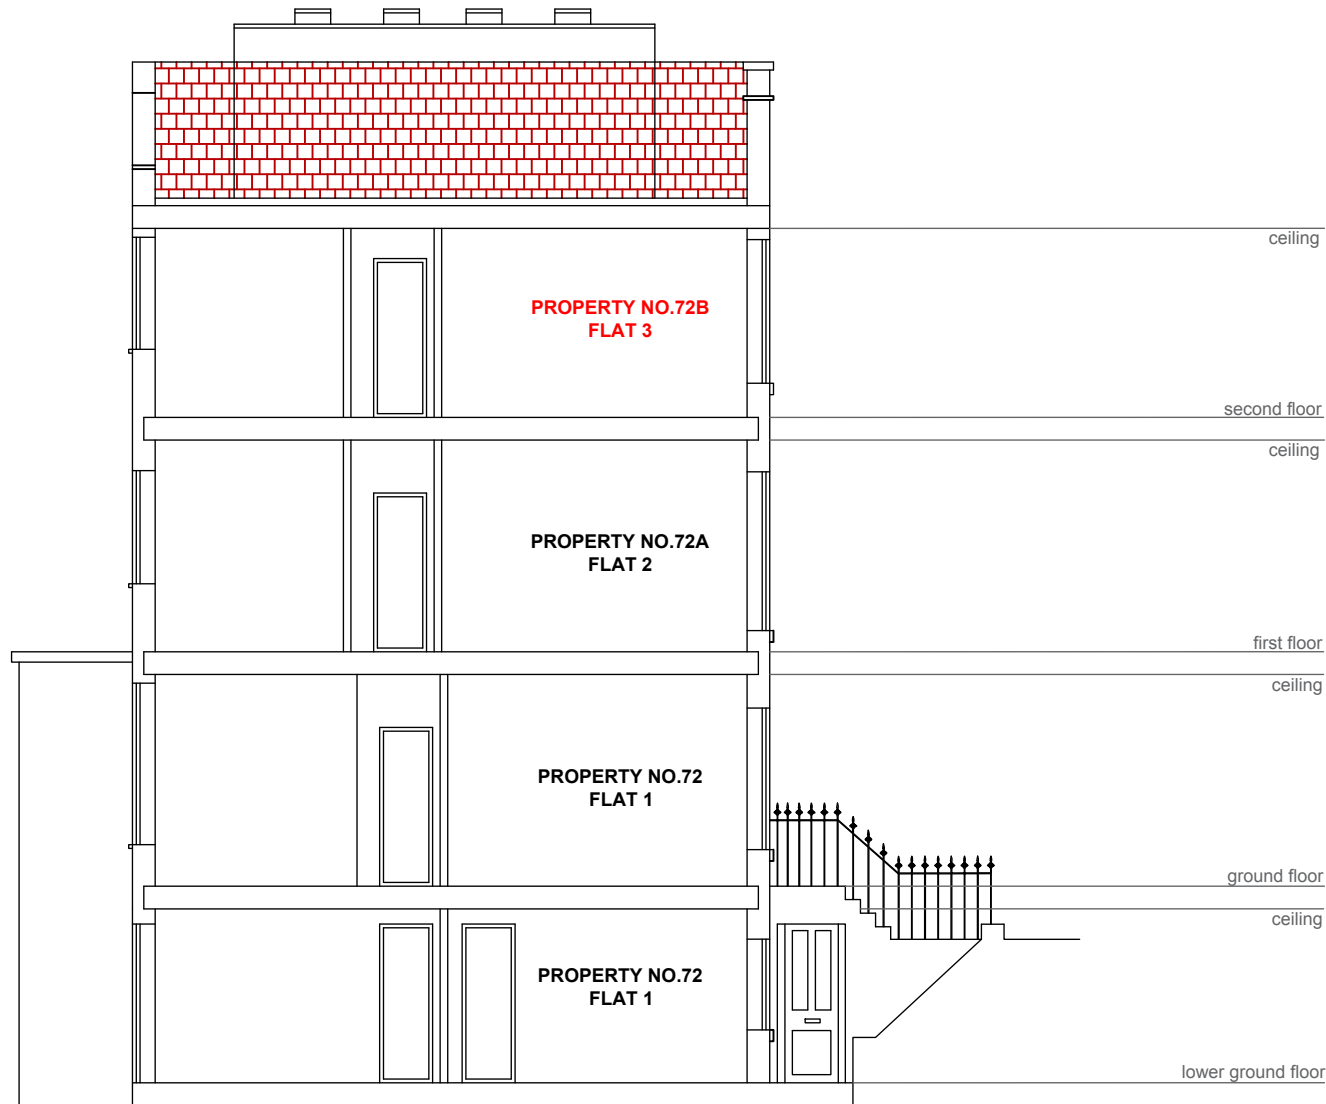 ceiling
PROPERTY NO.72B
FLAT 3
second floor
ceiling
PROPERTY NO.72A
FLAT 2
first floor
ceiling
PROPERTY NO.72
FLAT 1
ground floor
ceiling
PROPERTY NO.72
FLAT 1
lower ground floor